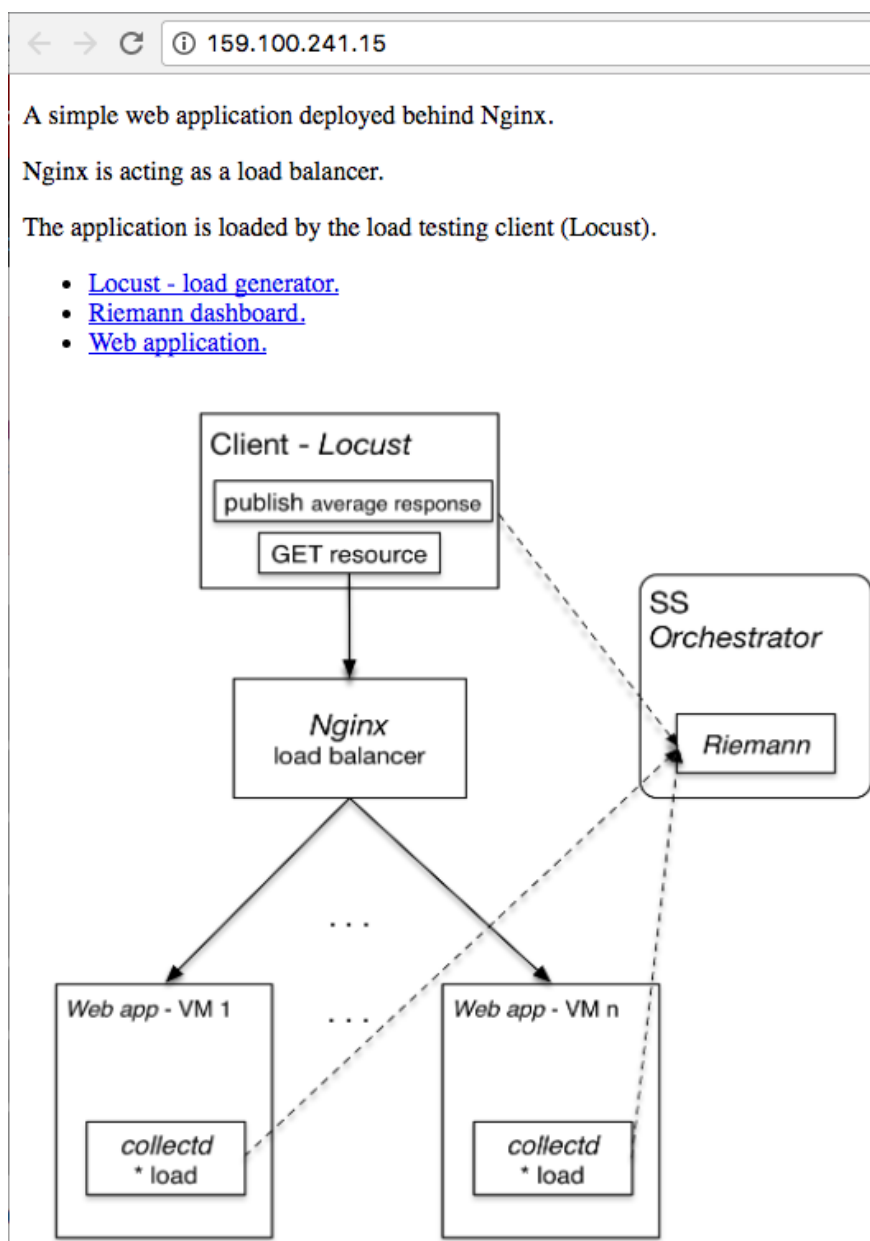 159.100.241.15
A simple web application deployed behind Nginx.
Nginx is acting as a load balancer.
The application is loaded by the load testing client (Locust).
• Locust - load generator.
• Riemann dashboard.
• Web application.
Client - Locust
publish average response
GET resource
SS
Orchestrator
Nginx
load balancer
Riemann
. . .
Web app - VM 1
. . .
Web app - VM n
collectd
* load
collectd
* load